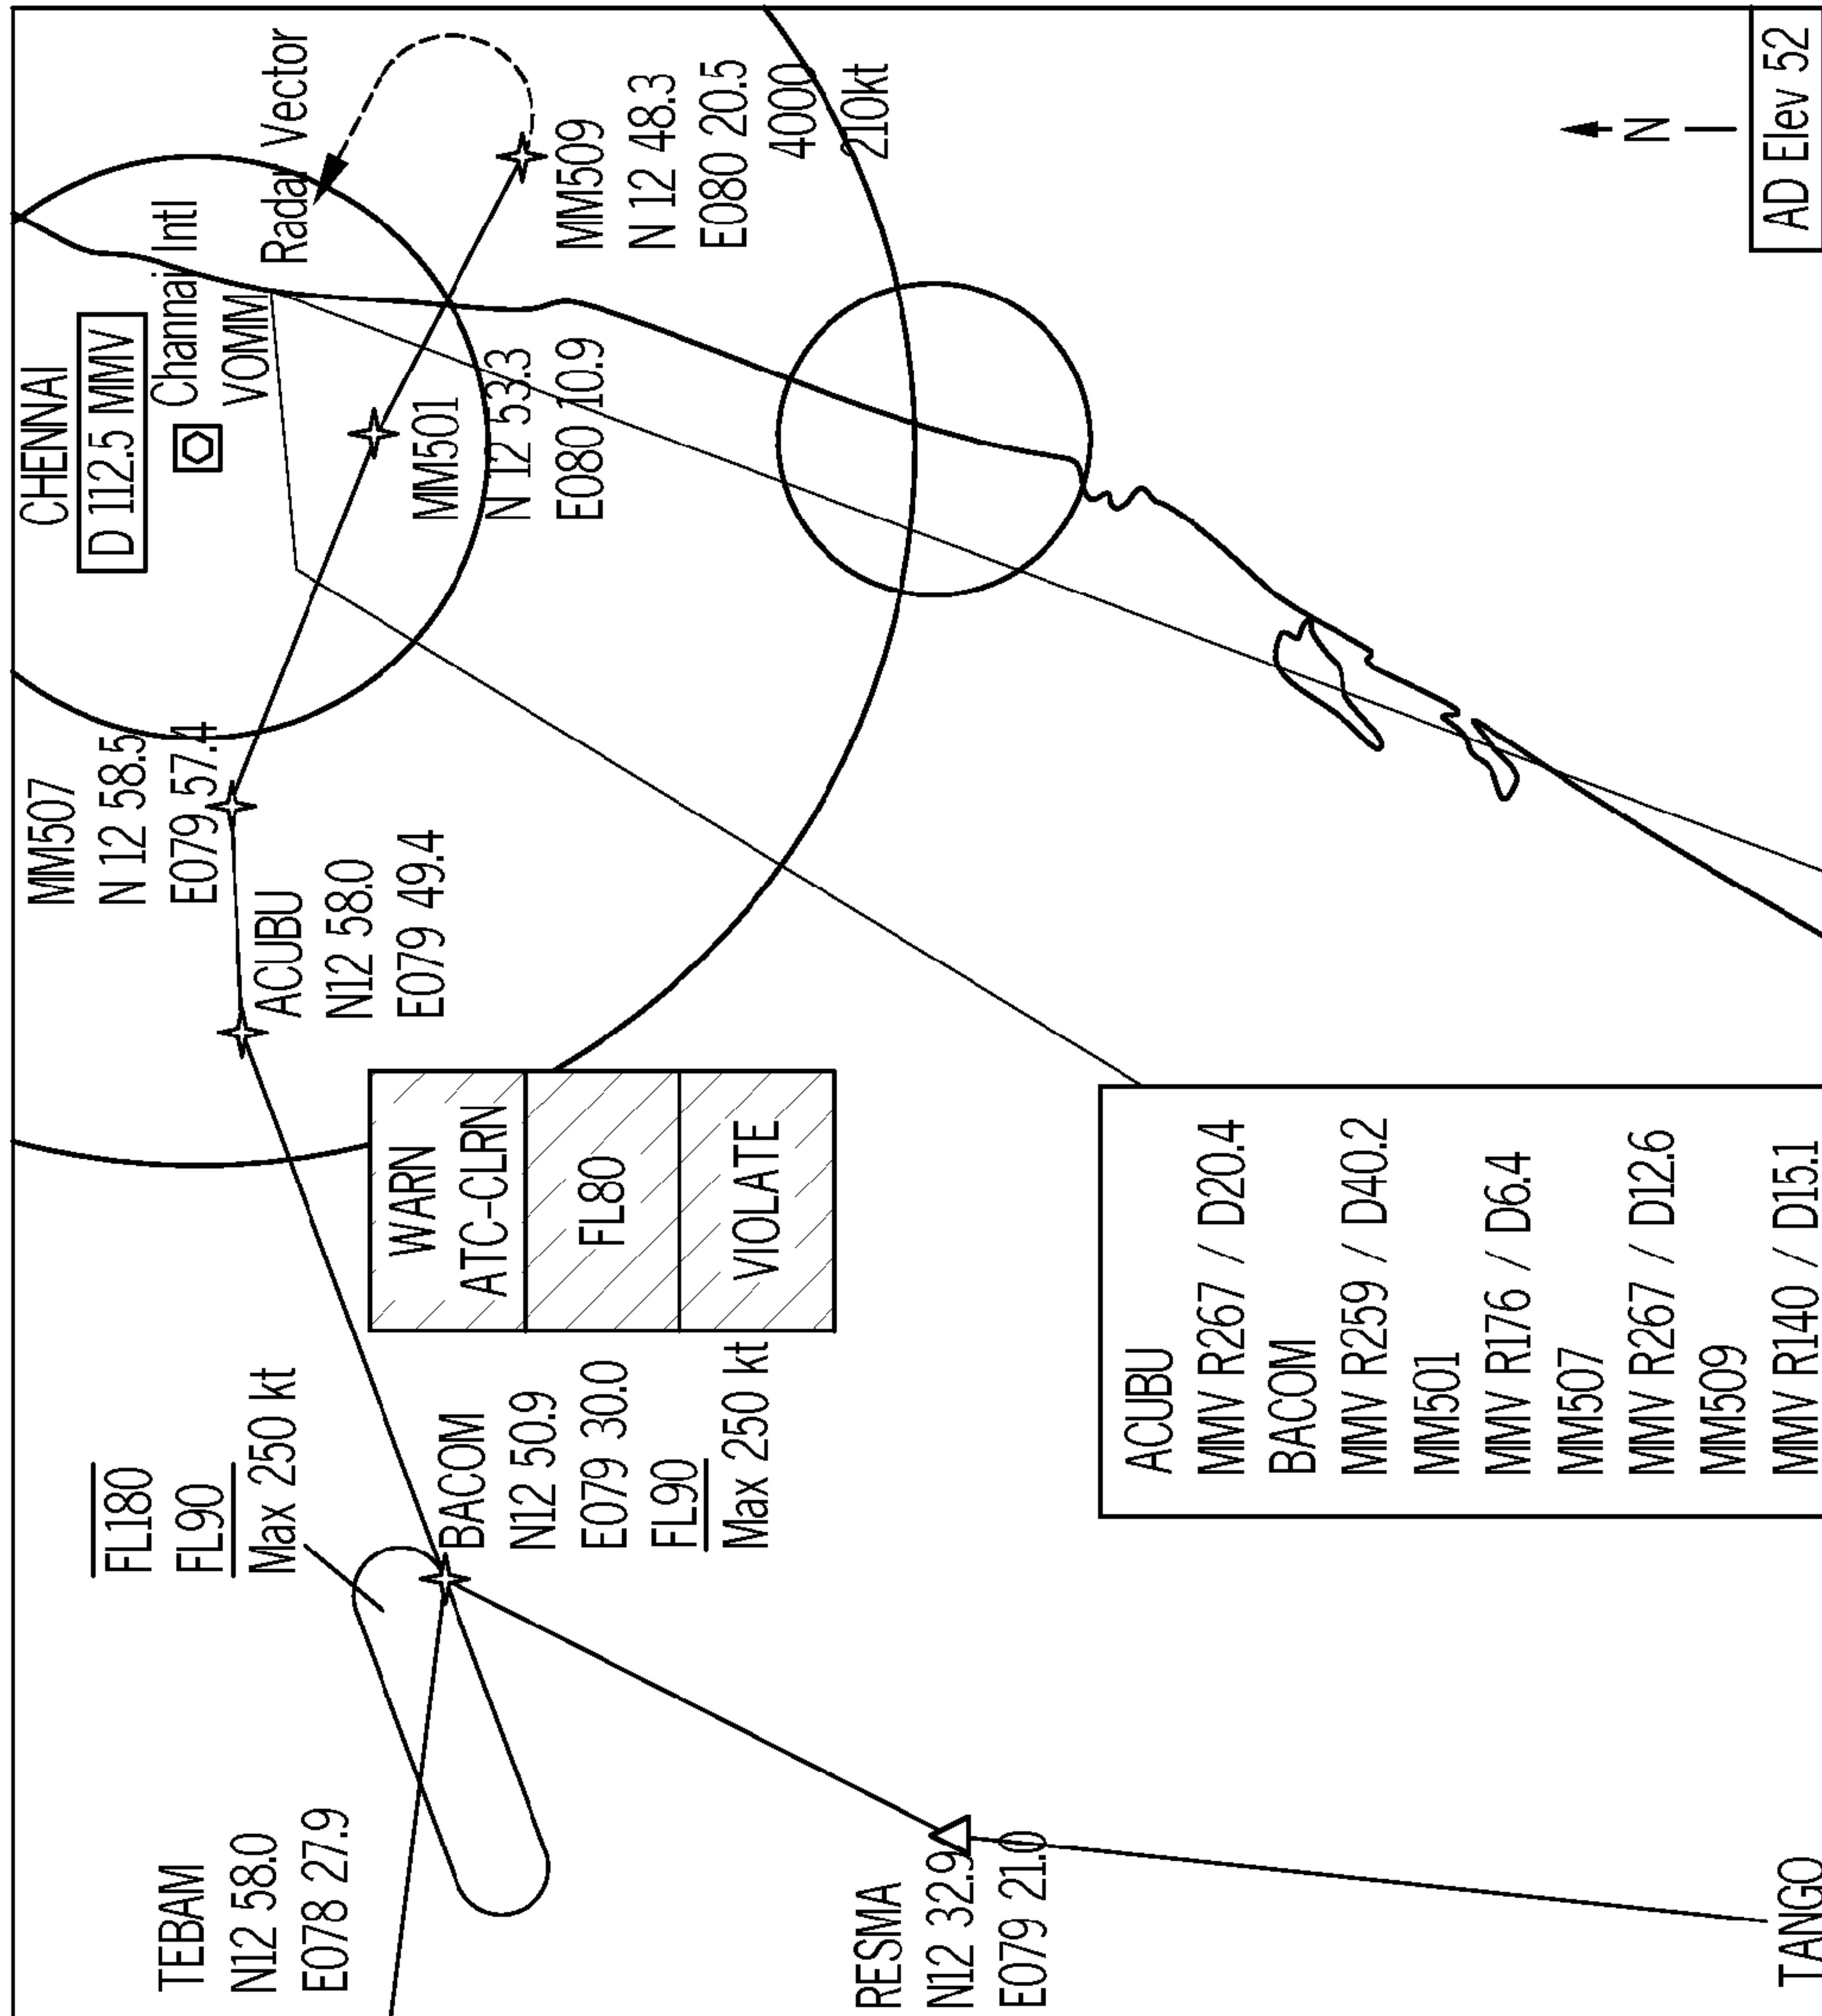 TEBAM
N12 58.0
E078 27.9
FL180
FL90
Max 250 kt
MM507
N 12 58.5
E079 57.4
CHENNAI
D 112.5 MMV
Channai Intl
VOMM
Radar Vector
ACUBU
N12 58.0
E079 49.4
MM501
N 12 53.3
E080 10.9
MM509
N 12 48.3
E080 20.5
4000
210kt
BACOM
N12 50.9
E079 30.0
FL90
Max 250 kt
WARN
ATC-CLRN
FL80
VIOLATE
RESMA
N12 32.9
E079 21.0
ACUBU
MMV R267 / D20.4
BACOM
MMV R259 / D40.2
MM501
MMV R176 / D6.4
MM507
MMV R267 / D12.6
MM509
MMV R140 / D15.1
N
TANGO
AD Elev 52